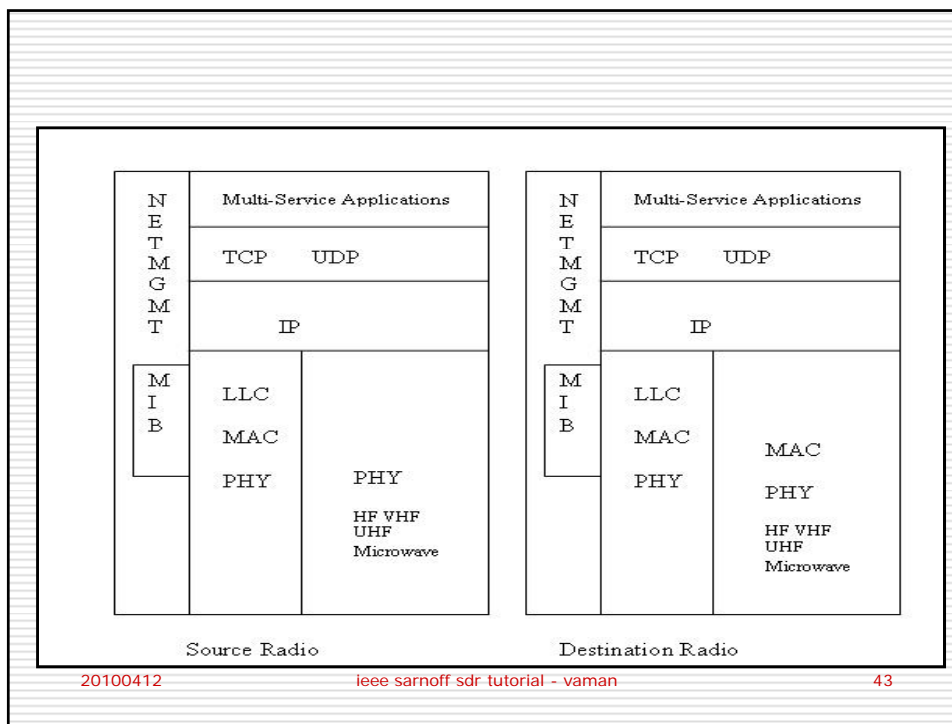 N
E
T
M
G
M
T
M
I
B
Multi-Service Applications
TCP UDP
IP
LLC
MAC
PHY
PHY
HF VHF
UHF
Microwave
Source Radio
N
E
T
M
G
M
T
M
I
B
Multi-Service Applications
TCP UDP
IP
LLC
MAC
PHY
MAC
PHY
HF VHF
UHF
Microwave
Destination Radio
20100412 ieee sarnoff sdr tutorial - vaman 43